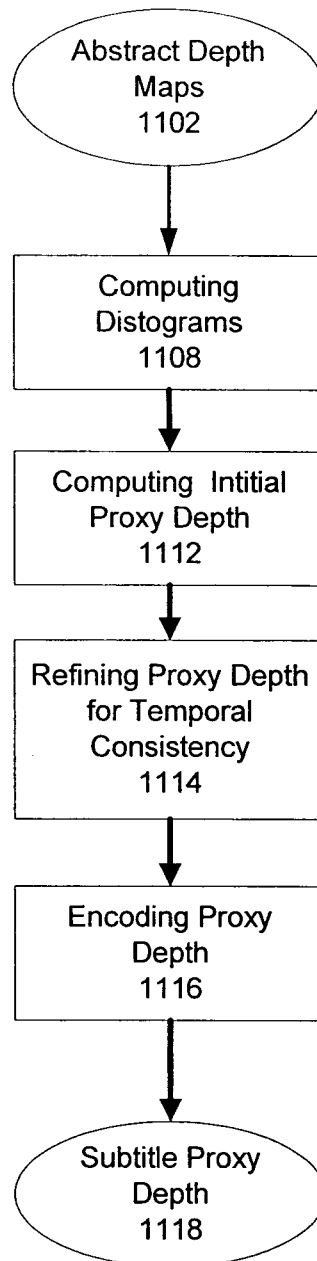 Abstract Depth
Maps
1102
Computing
Distograms
1108
Computing Intitial
Proxy Depth
1112
Refining Proxy Depth
for Temporal
Consistency
1114
Encoding Proxy
Depth
1116
Subtitle Proxy
Depth
1118